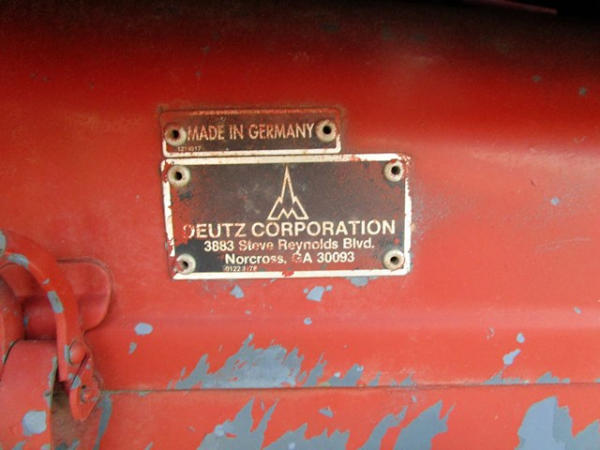 MADE IN GERMANY
DEUTZ CORPORATION
3883 Steve Reynolds Blvd.
Norcross, GA 30093